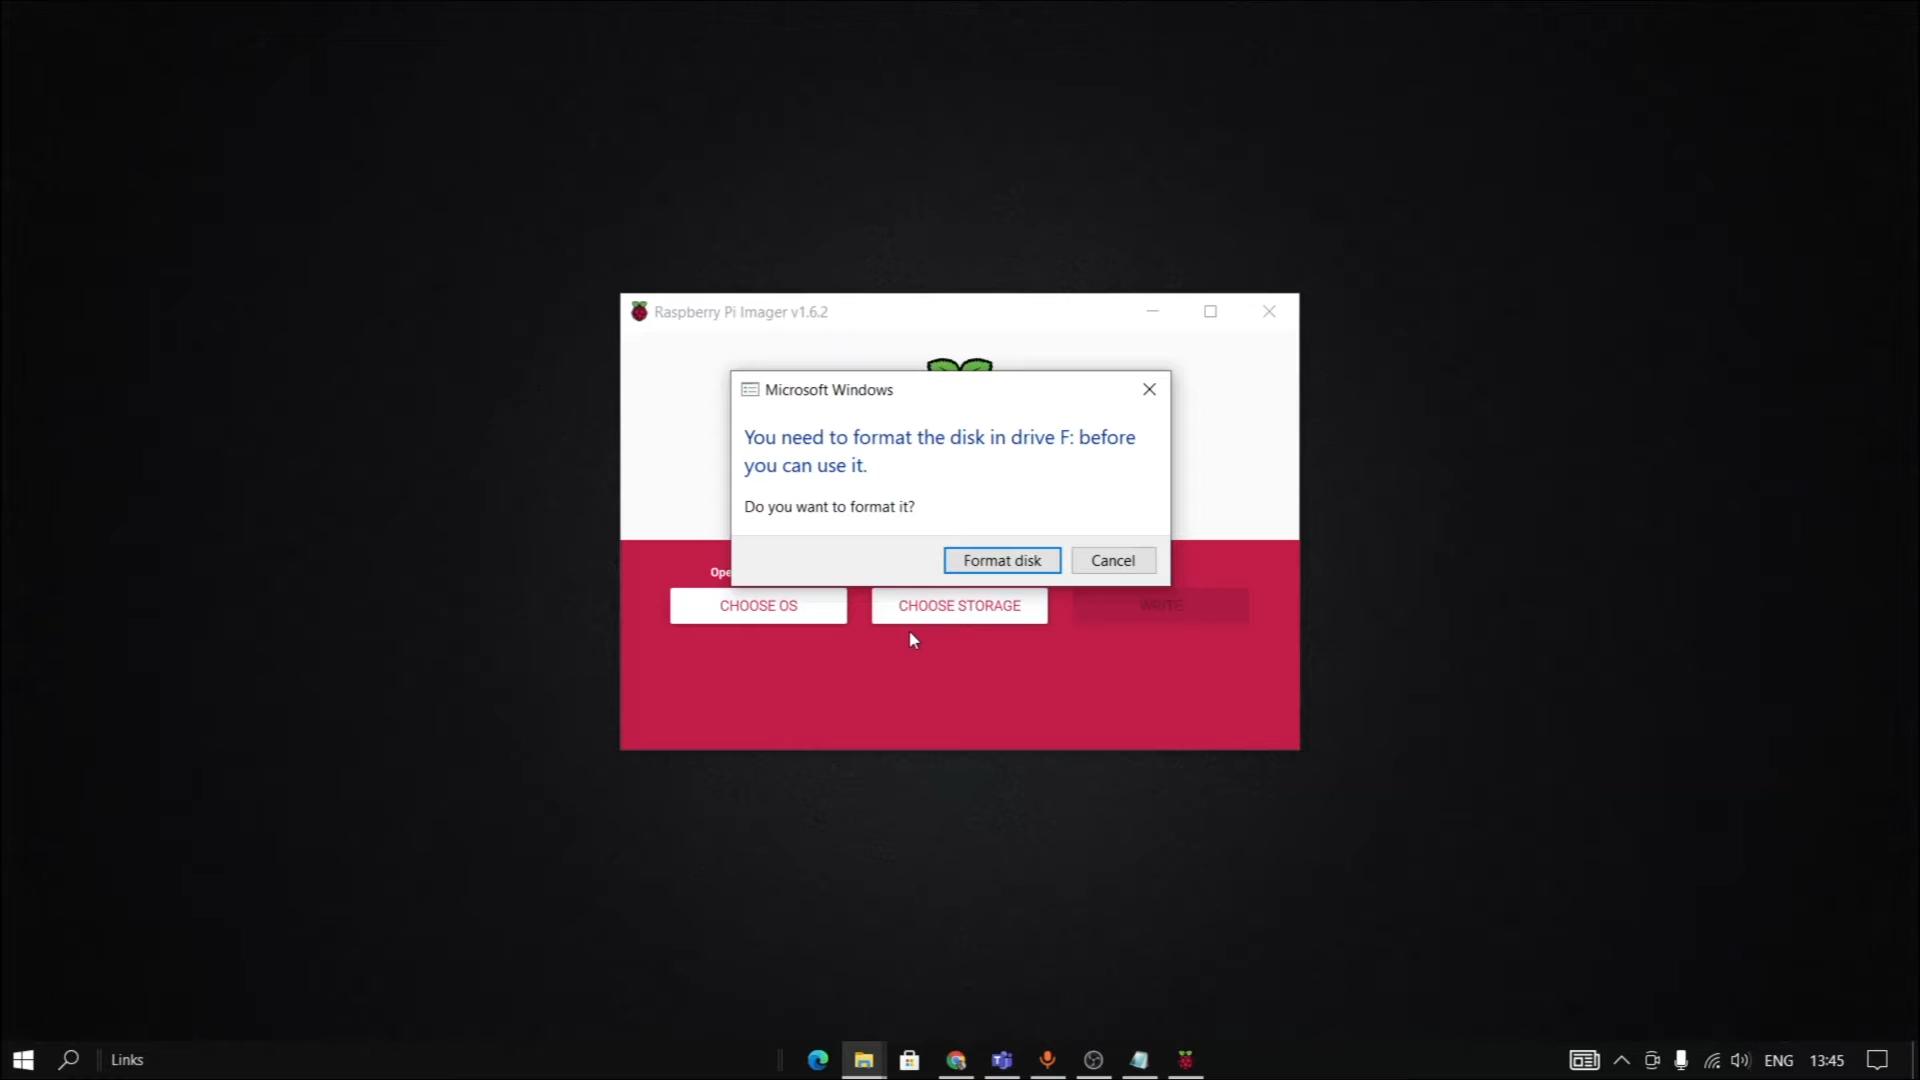 Raspberry Pi Imager v1.6.2
Microsoft Windows
You need to format the disk in drive F: before
you can use it.
Do you want to format it?
Format disk
Cancel
Ope
CHOOSE OS
CHOOSE STORAGE
WRITE
Links
ENG
13:45